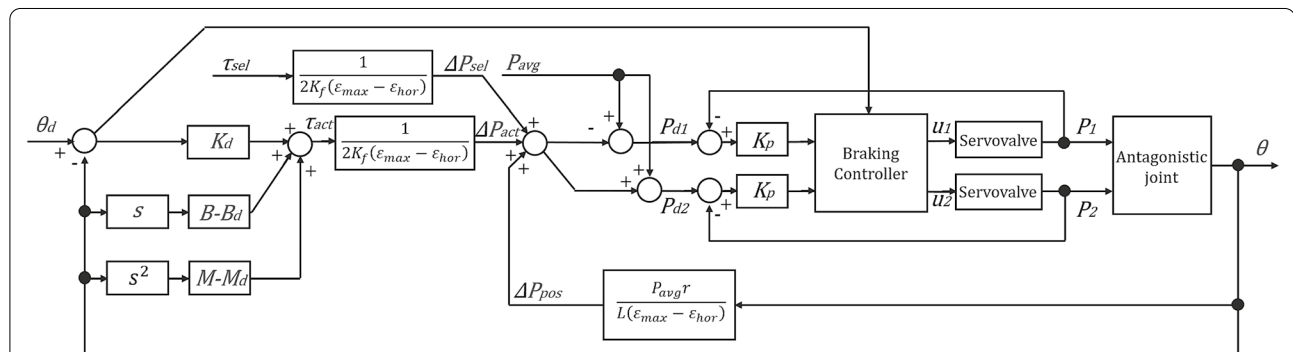 τsel
1
2Kf(εmax − εhor)
ΔPsel
Pavg
θd
+
-
Kd
+
+
+
τact
1
2Kf(εmax − εhor)
ΔPact
+
+
+
-
+
Pd1
-
+
Kp
Braking
Controller
u1
Servovalve
P1
Antagonistic
joint
θ
+
+
Pd2
+
-
Kp
u2
Servovalve
P2
s
B-Bd
s²
M-Md
ΔPpos
Pavg r
L(εmax − εhor)